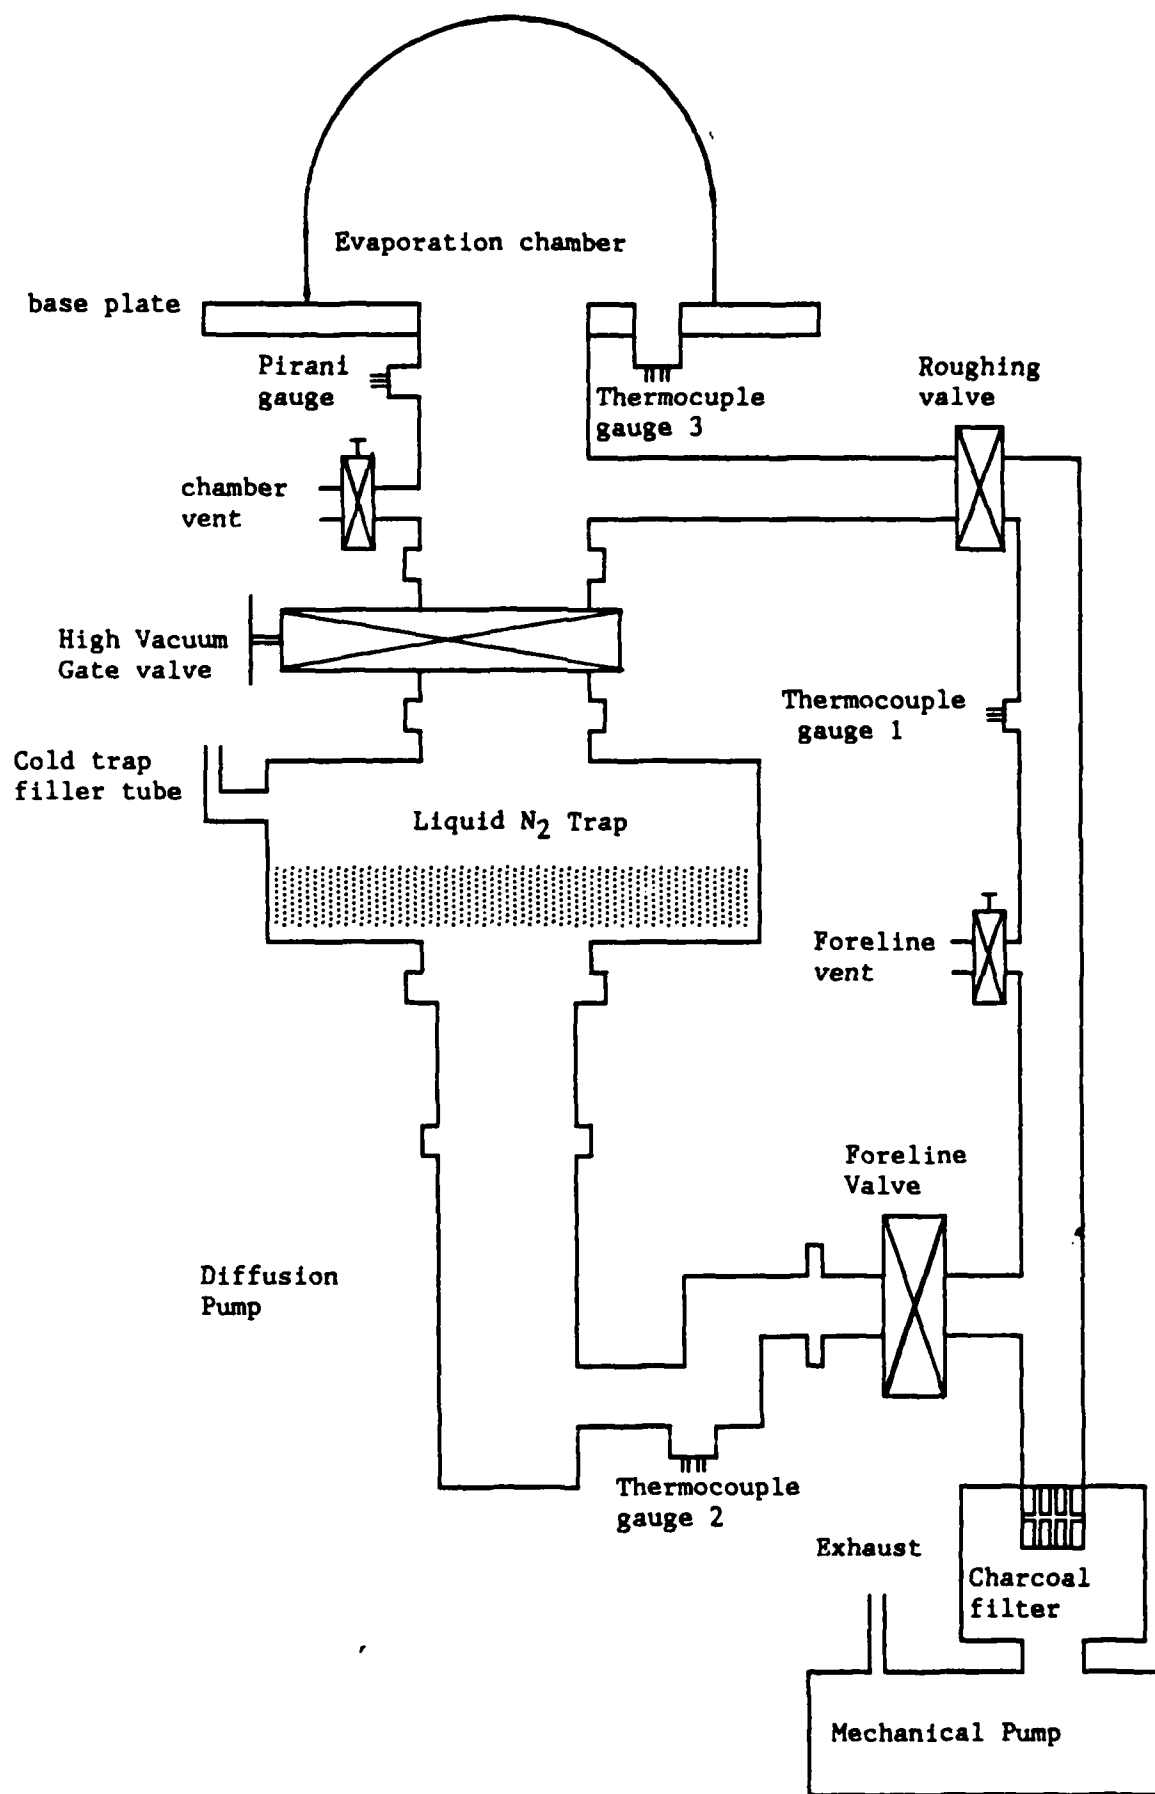 Evaporation chamber
base plate
Pirani
gauge
Thermocuple
gauge 3
Roughing
valve
chamber
vent
High Vacuum
Gate valve
Thermocouple
gauge 1
Cold trap
filler tube
Liquid N2 Trap
Foreline
vent
Foreline
Valve
Diffusion
Pump
Thermocouple
gauge 2
Exhaust
Charcoal
filter
Mechanical Pump